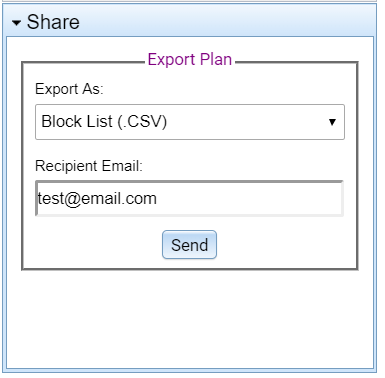 Share
Export Plan
Export As:
Block List (.CSV)
Recipient Email:
test@email.com
Send